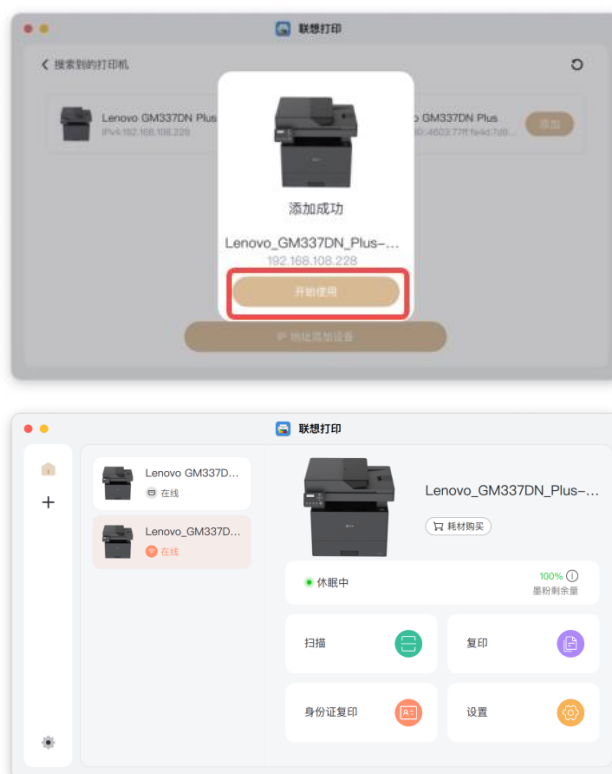 联想打印
搜索到的打印机
Lenovo GM337DN Plus
IPv4:192.168.108.228
GM337DN Plus
添加
添加成功
Lenovo_GM337DN_Plus-...
192.168.108.228
开始使用
IP 地址添加设备
联想打印
Lenovo GM337D...
在线
Lenovo_GM337D...
在线
Lenovo_GM337DN_Plus-...
耗材购买
休眠中
100%
墨粉剩余量
扫描
复印
身份证复印
设置